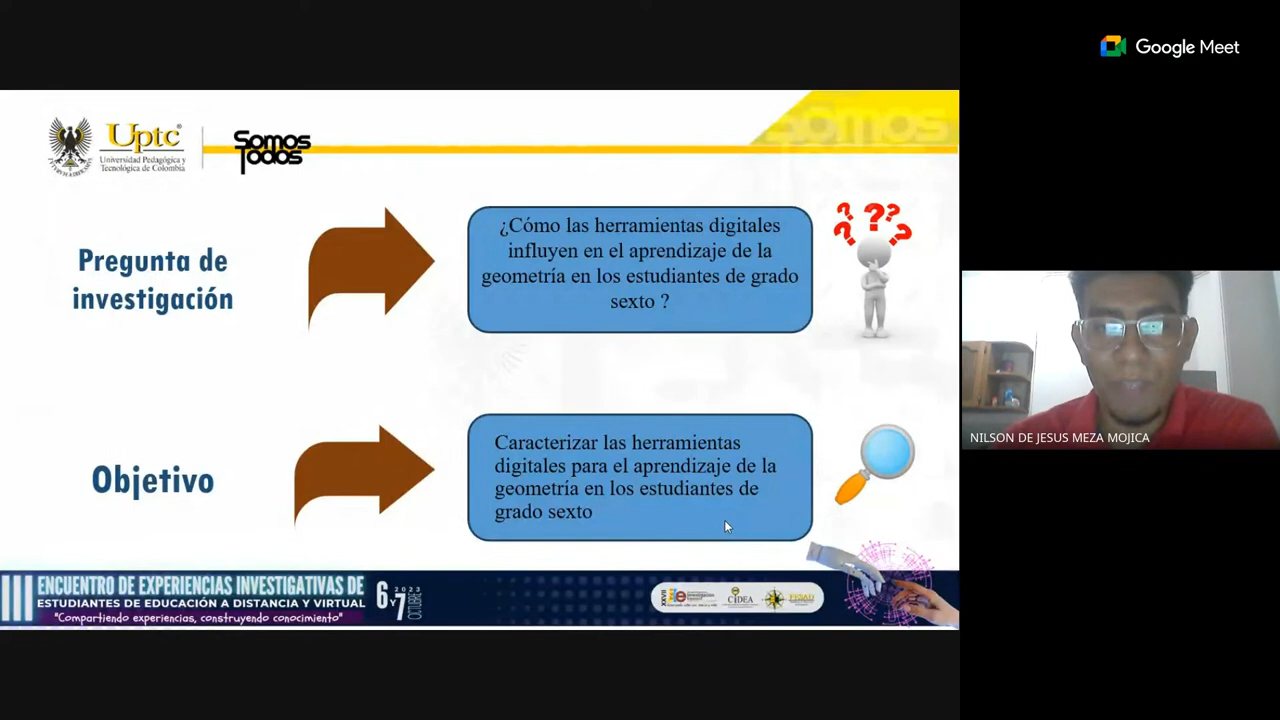 Google Meet
Uptc
Universidad Pedagógica y
Tecnológica de Colombia
Somos
Todos
Somos
Pregunta de
investigación
¿Cómo las herramientas digitales
influyen en el aprendizaje de la
geometría en los estudiantes de grado
sexto ?
Objetivo
Caracterizar las herramientas
digitales para el aprendizaje de la
geometría en los estudiantes de
grado sexto
NILSON DE JESUS MEZA MOJICA
III ENCUENTRO DE EXPERIENCIAS INVESTIGATIVAS DE
ESTUDIANTES DE EDUCACIÓN A DISTANCIA Y VIRTUAL
"Compartiendo experiencias, construyendo conocimiento"
6 Y 7 2023 OCTUBRE
CIDEA